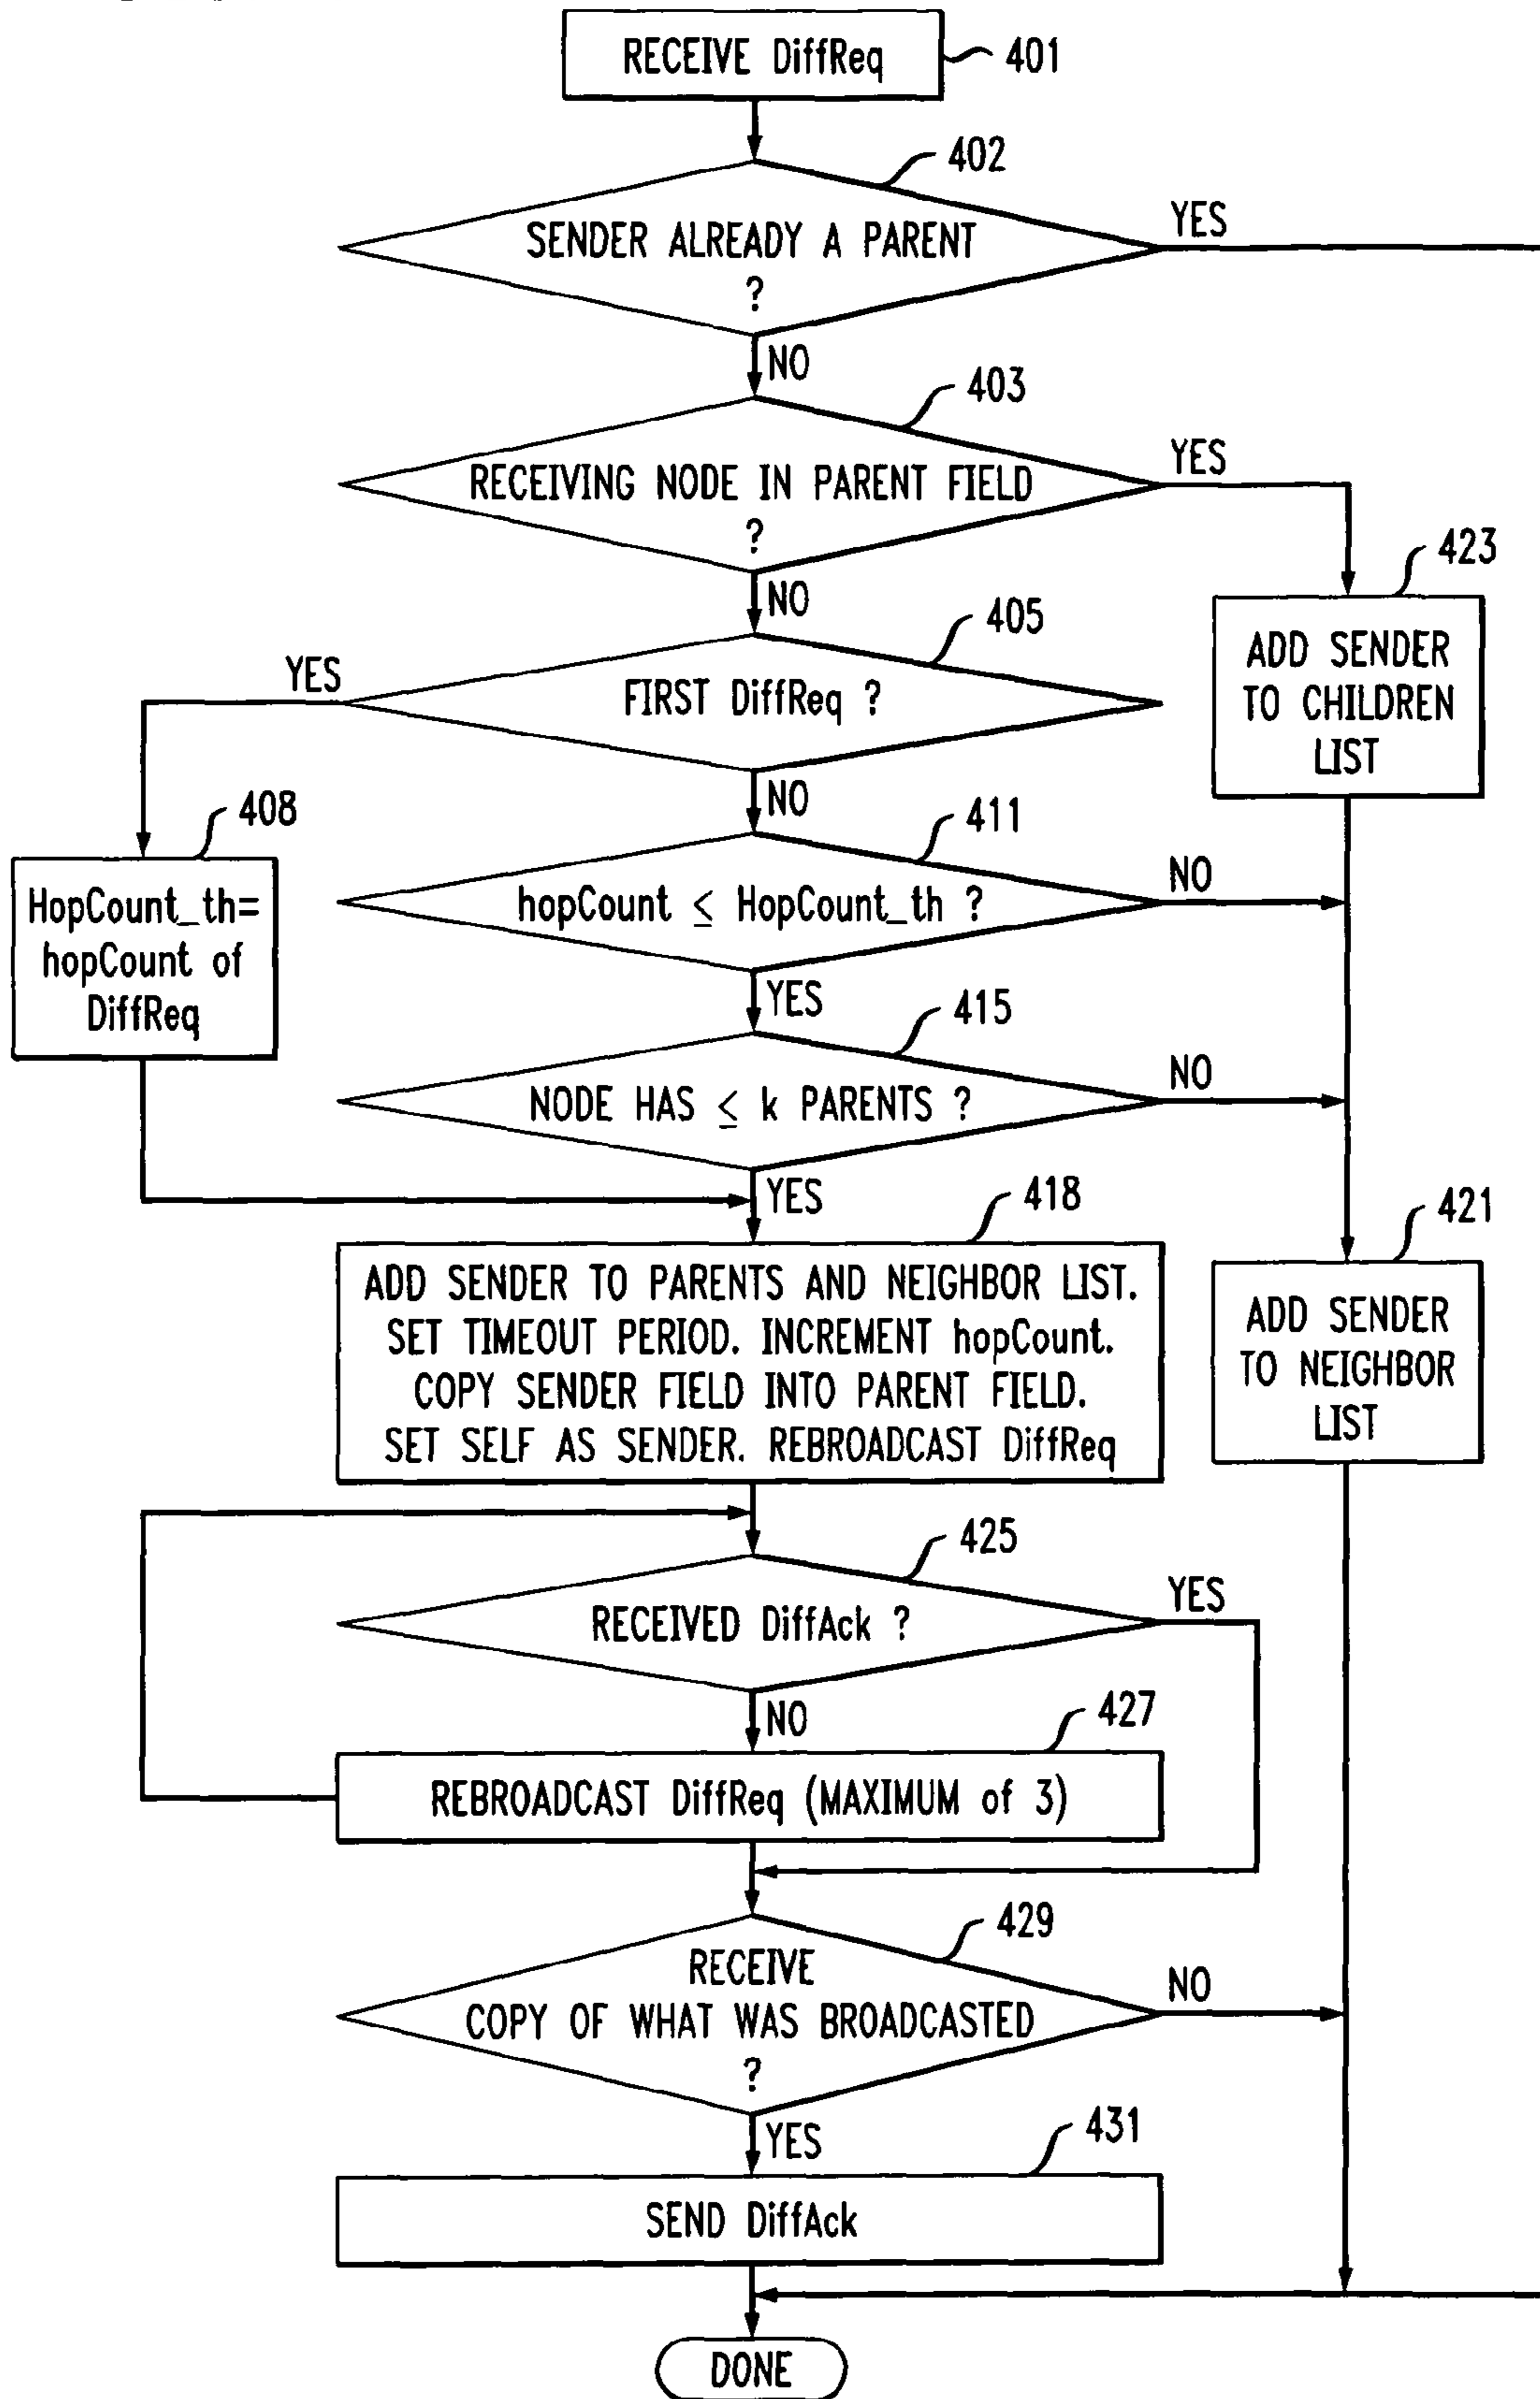 RECEIVE DiffReq
401
402
SENDER ALREADY A PARENT
?
YES
NO
403
RECEIVING NODE IN PARENT FIELD
?
YES
NO
423
ADD SENDER
TO CHILDREN
LIST
405
FIRST DiffReq ?
YES
NO
408
HopCount_th=
hopCount of
DiffReq
411
hopCount ≤ HopCount_th ?
NO
YES
415
NODE HAS ≤ k PARENTS ?
NO
YES
418
ADD SENDER TO PARENTS AND NEIGHBOR LIST.
SET TIMEOUT PERIOD. INCREMENT hopCount.
COPY SENDER FIELD INTO PARENT FIELD.
SET SELF AS SENDER. REBROADCAST DiffReq
421
ADD SENDER
TO NEIGHBOR
LIST
425
RECEIVED DiffAck ?
YES
NO
427
REBROADCAST DiffReq (MAXIMUM of 3)
429
RECEIVE
COPY OF WHAT WAS BROADCASTED
?
NO
YES
431
SEND DiffAck
DONE